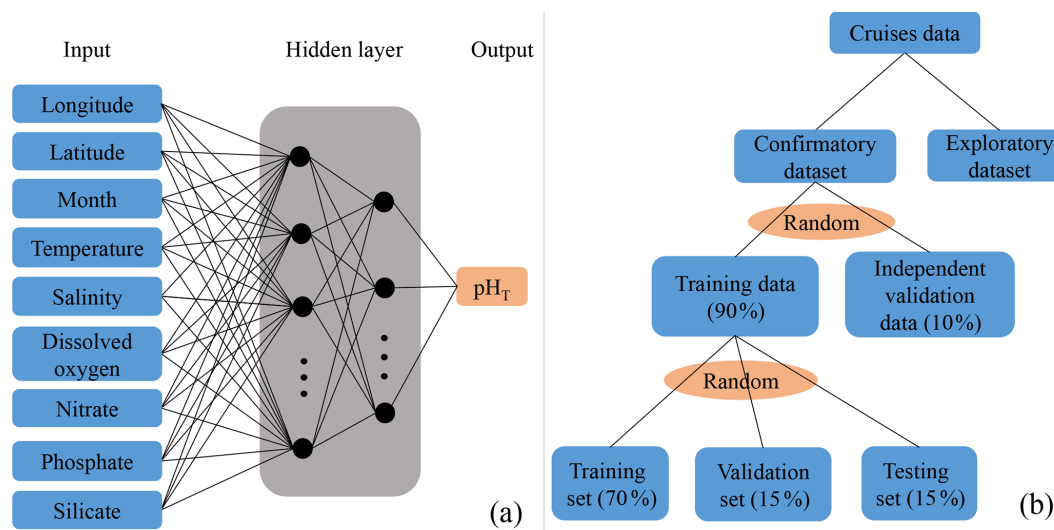 Input
Hidden layer
Output
Longitude
Latitude
Month
Temperature
Salinity
Dissolved
oxygen
Nitrate
Phosphate
Silicate
pH_T
(a)
Cruises data
Confirmatory
dataset
Exploratory
dataset
Random
Training data
(90%)
Independent
validation
data (10%)
Random
Training
set (70%)
Validation
set (15%)
Testing
set (15%)
(b)